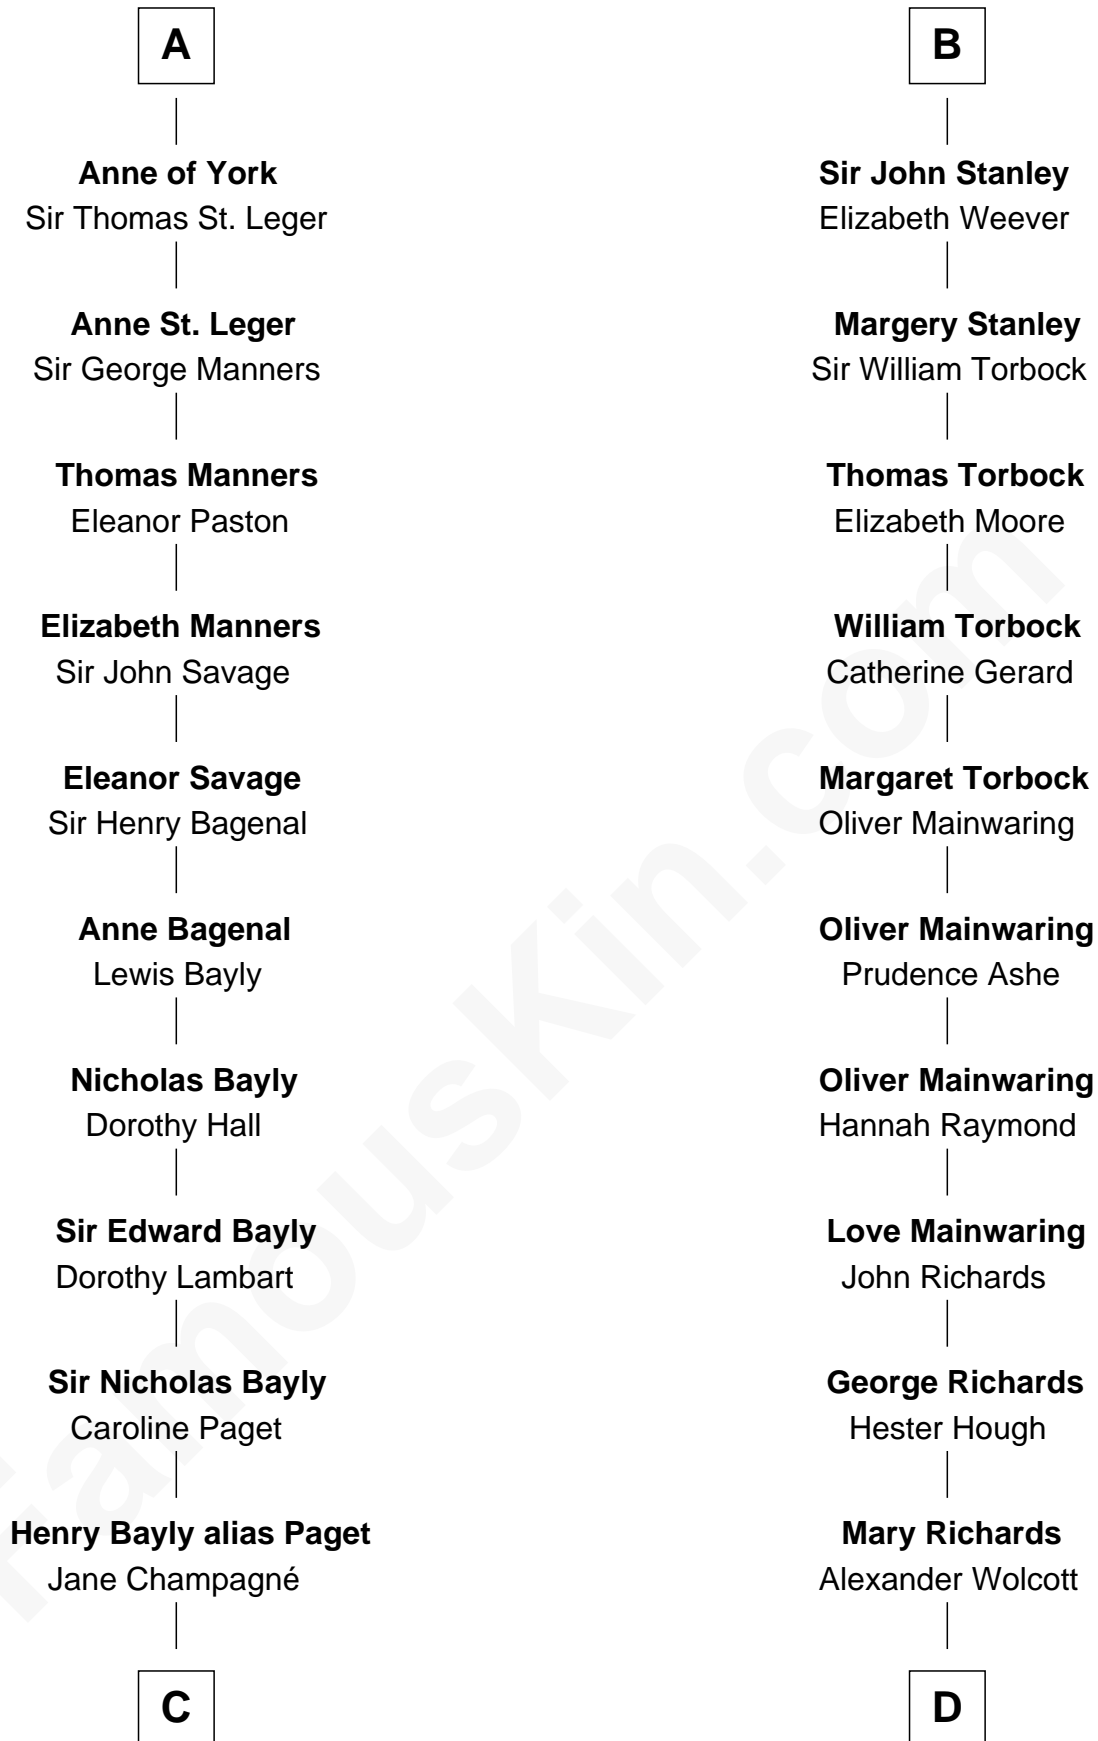 A
Anne of York
Sir Thomas St. Leger
Anne St. Leger
Sir George Manners
Thomas Manners
Eleanor Paston
Elizabeth Manners
Sir John Savage
Eleanor Savage
Sir Henry Bagenal
Anne Bagenal
Lewis Bayly
Nicholas Bayly
Dorothy Hall
Sir Edward Bayly
Dorothy Lambart
Sir Nicholas Bayly
Caroline Paget
Henry Bayly alias Paget
Jane Champagné
C
B
Sir John Stanley
Elizabeth Weever
Margery Stanley
Sir William Torbock
Thomas Torbock
Elizabeth Moore
William Torbock
Catherine Gerard
Margaret Torbock
Oliver Mainwaring
Oliver Mainwaring
Prudence Ashe
Oliver Mainwaring
Hannah Raymond
Love Mainwaring
John Richards
George Richards
Hester Hough
Mary Richards
Alexander Wolcott
D
FamousKin.com